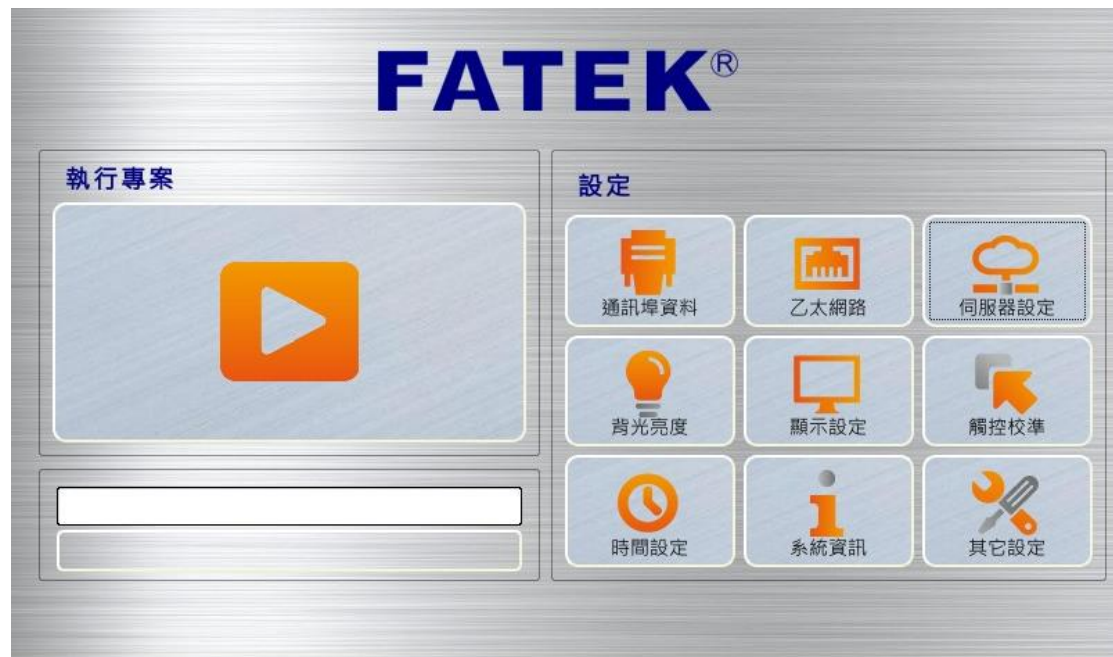 FATEK®
執行專案
設定
通訊埠資料
乙太網路
伺服器設定
背光亮度
顯示設定
觸控校準
時間設定
系統資訊
其它設定